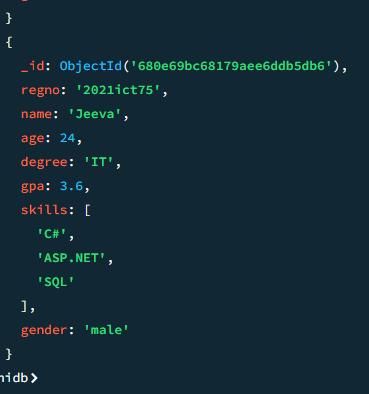 }
{
  _id: ObjectId('680e69bc68179aee6ddb5db6'),
  regno: '2021ict75',
  name: 'Jeeva',
  age: 24,
  degree: 'IT',
  gpa: 3.6,
  skills: [
    'C#',
    'ASP.NET',
    'SQL'
  ],
  gender: 'male'
}
nidb>